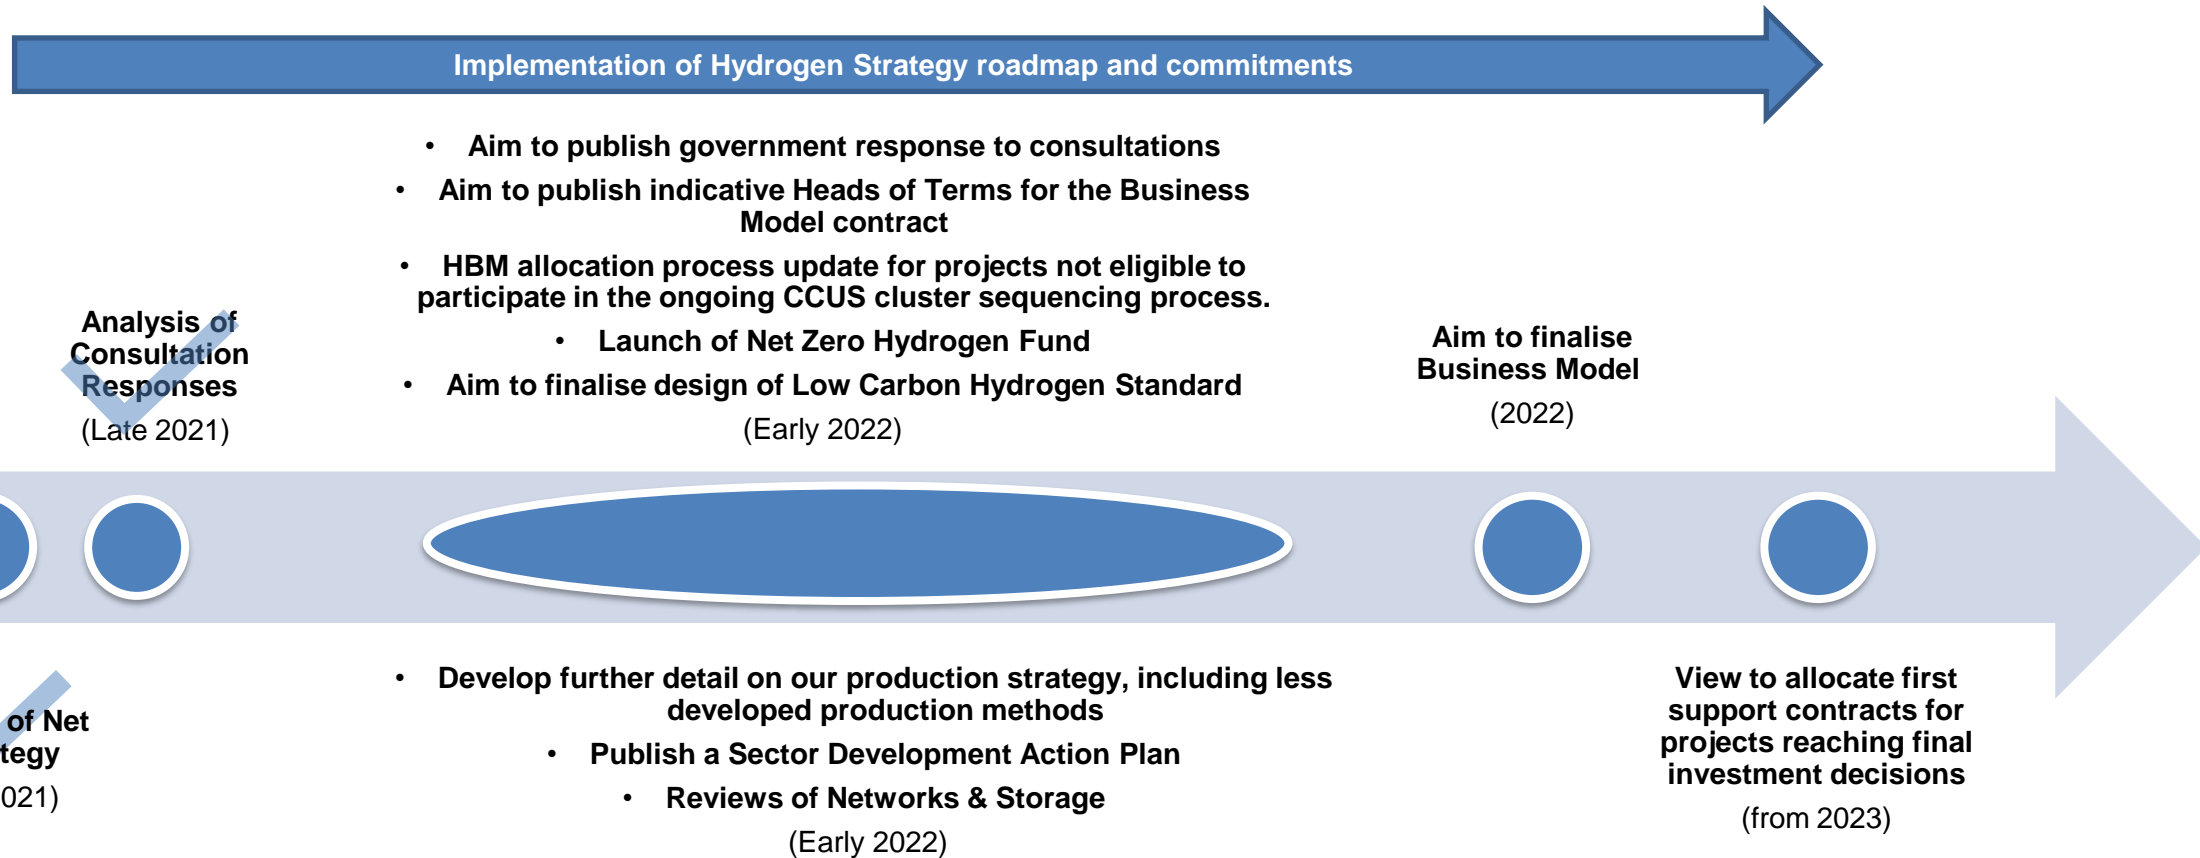 Implementation of Hydrogen Strategy roadmap and commitments
• Aim to publish government response to consultations
• Aim to publish indicative Heads of Terms for the Business
Model contract
• HBM allocation process update for projects not eligible to
participate in the ongoing CCUS cluster sequencing process.
• Launch of Net Zero Hydrogen Fund
• Aim to finalise design of Low Carbon Hydrogen Standard
(Early 2022)
Analysis of
Consultation
Responses
(Late 2021)
Aim to finalise
Business Model
(2022)
of Net
tegy
021)
• Develop further detail on our production strategy, including less
developed production methods
• Publish a Sector Development Action Plan
• Reviews of Networks & Storage
(Early 2022)
View to allocate first
support contracts for
projects reaching final
investment decisions
(from 2023)